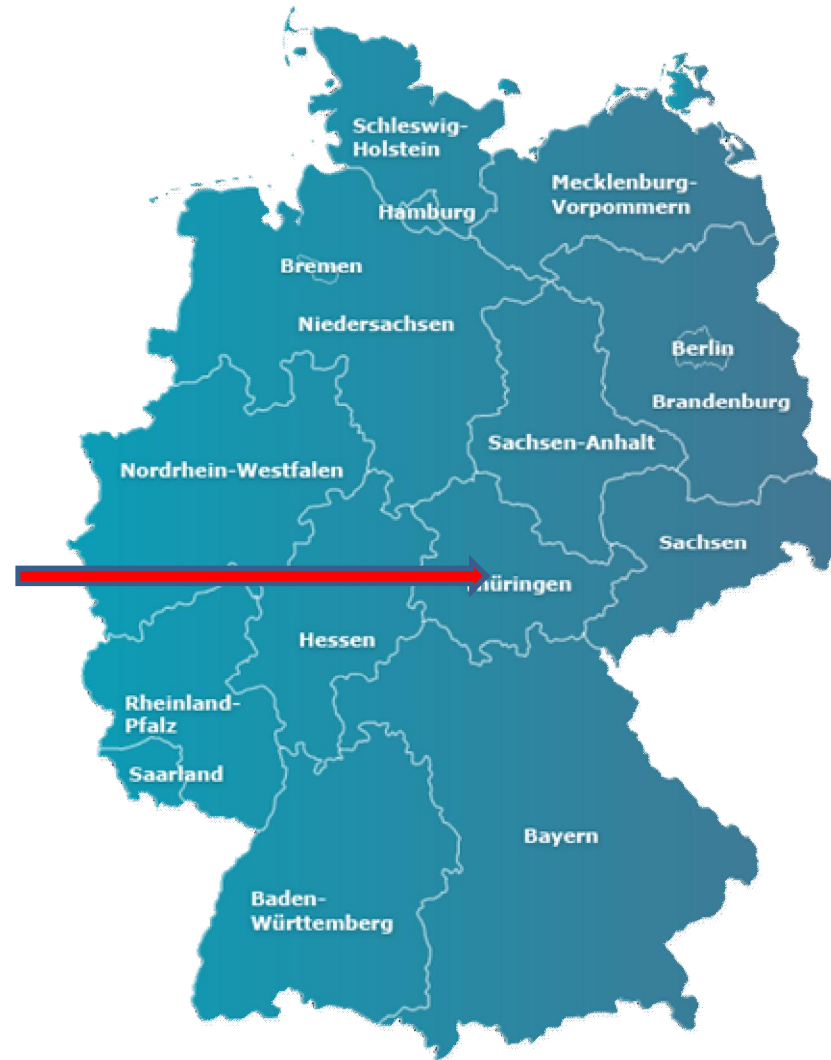 Schleswig-
Holstein
Mecklenburg-
Vorpommern
Hamburg
Bremen
Niedersachsen
Berlin
Brandenburg
Sachsen-Anhalt
Nordrhein-Westfalen
Sachsen
Thüringen
Hessen
Rheinland-
Pfalz
Saarland
Bayern
Baden-
Württemberg